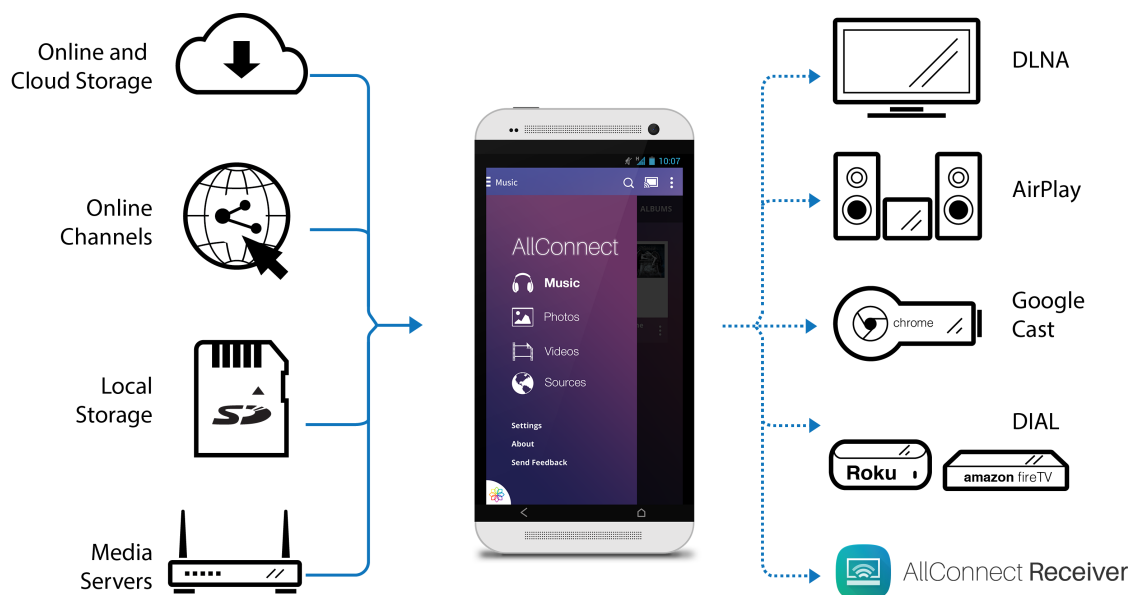 Online and
Cloud Storage
Online
Channels
Local
Storage
SD
Media
Servers
10:07
Music
ALBUMS
AllConnect
Music
Photos
Videos
Sources
Settings
About
Send Feedback
DLNA
AirPlay
chrome
Google
Cast
DIAL
Roku
amazon fireTV
AllConnect Receiver